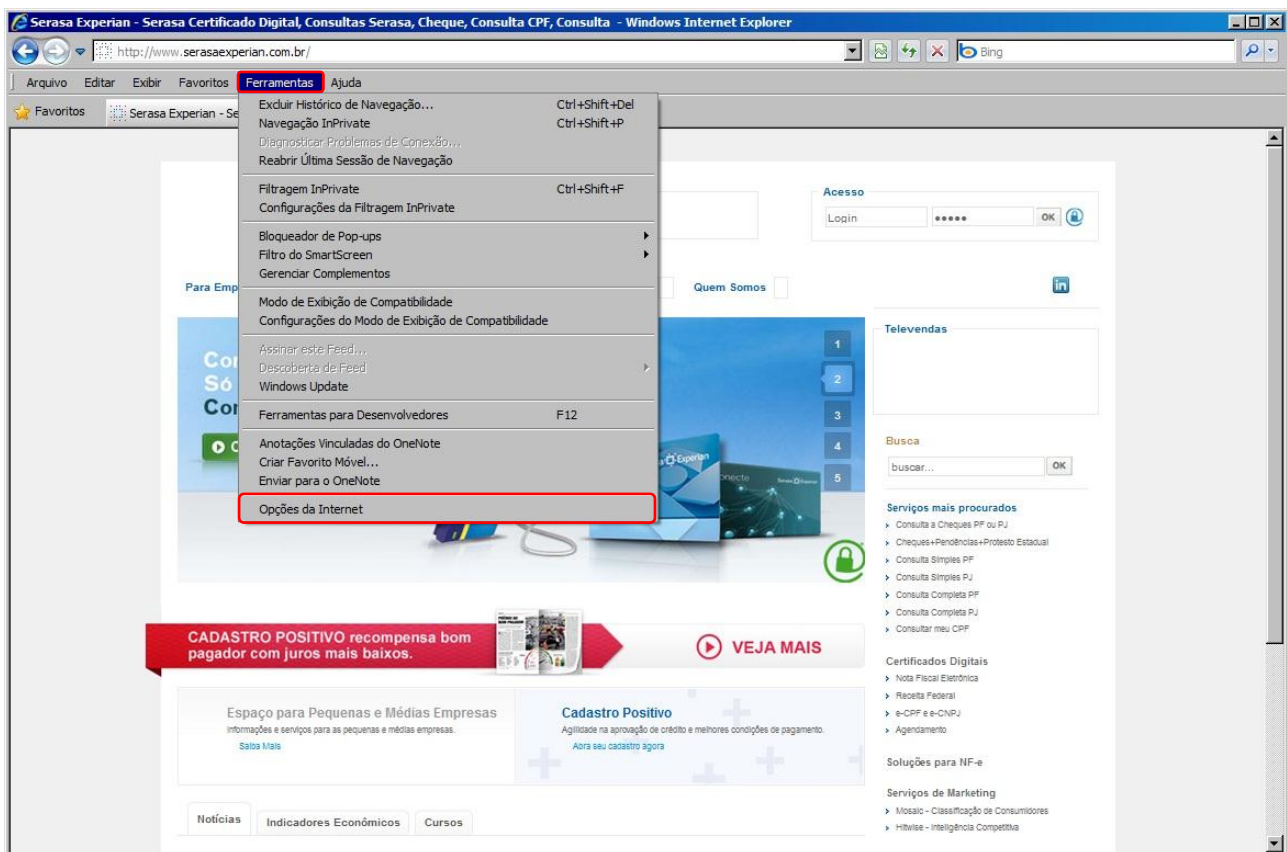 Serasa Experian - Serasa Certificado Digital, Consultas Serasa, Cheque, Consulta CPF, Consulta - Windows Internet Explorer
http://www.serasaexperian.com.br/
Bing
Arquivo Editar Exibir Favoritos Ferramentas Ajuda
Favoritos Serasa Experian - Se
Excluir Histórico de Navegação... Ctrl+Shift+Del
Navegação InPrivate Ctrl+Shift+P
Diagnosticar Problemas de Conexão...
Reabrir Última Sessão de Navegação
Filtragem InPrivate Ctrl+Shift+F
Configurações da Filtragem InPrivate
Bloqueador de Pop-ups
Filtro do SmartScreen
Gerenciar Complementos
Modo de Exibição de Compatibilidade
Configurações do Modo de Exibição de Compatibilidade
Assinar este Feed...
Descoberta de Feed
Windows Update
Ferramentas para Desenvolvedores F12
Anotações Vinculadas do OneNote
Criar Favorito Móvel...
Enviar para o OneNote
Opções da Internet
Acesso
Login ••••• OK
Para Emp
Quem Somos
in
Só
1
2
3
4
5
Televendas
Busca
buscar... OK
Serviços mais procurados
Consulta a Cheques PF ou PJ
Cheques+Pendências+Protesto Estadual
Consulta Simples PF
Consulta Simples PJ
Consulta Completa PF
Consulta Completa PJ
Consultar meu CPF
Certificados Digitais
Nota Fiscal Eletrônica
Receita Federal
e-CPF e e-CNPJ
Agendamento
Soluções para NF-e
Serviços de Marketing
Mosaic - Classificação de Consumidores
Hitwise - Inteligência Competitiva
CADASTRO POSITIVO recompensa bom
pagador com juros mais baixos.
VEJA MAIS
Espaço para Pequenas e Médias Empresas
Informações e serviços para as pequenas e médias empresas.
Saiba Mais
Cadastro Positivo
Agilidade na aprovação de crédito e melhores condições de pagamento.
Abra seu cadastro agora
Notícias Indicadores Econômicos Cursos